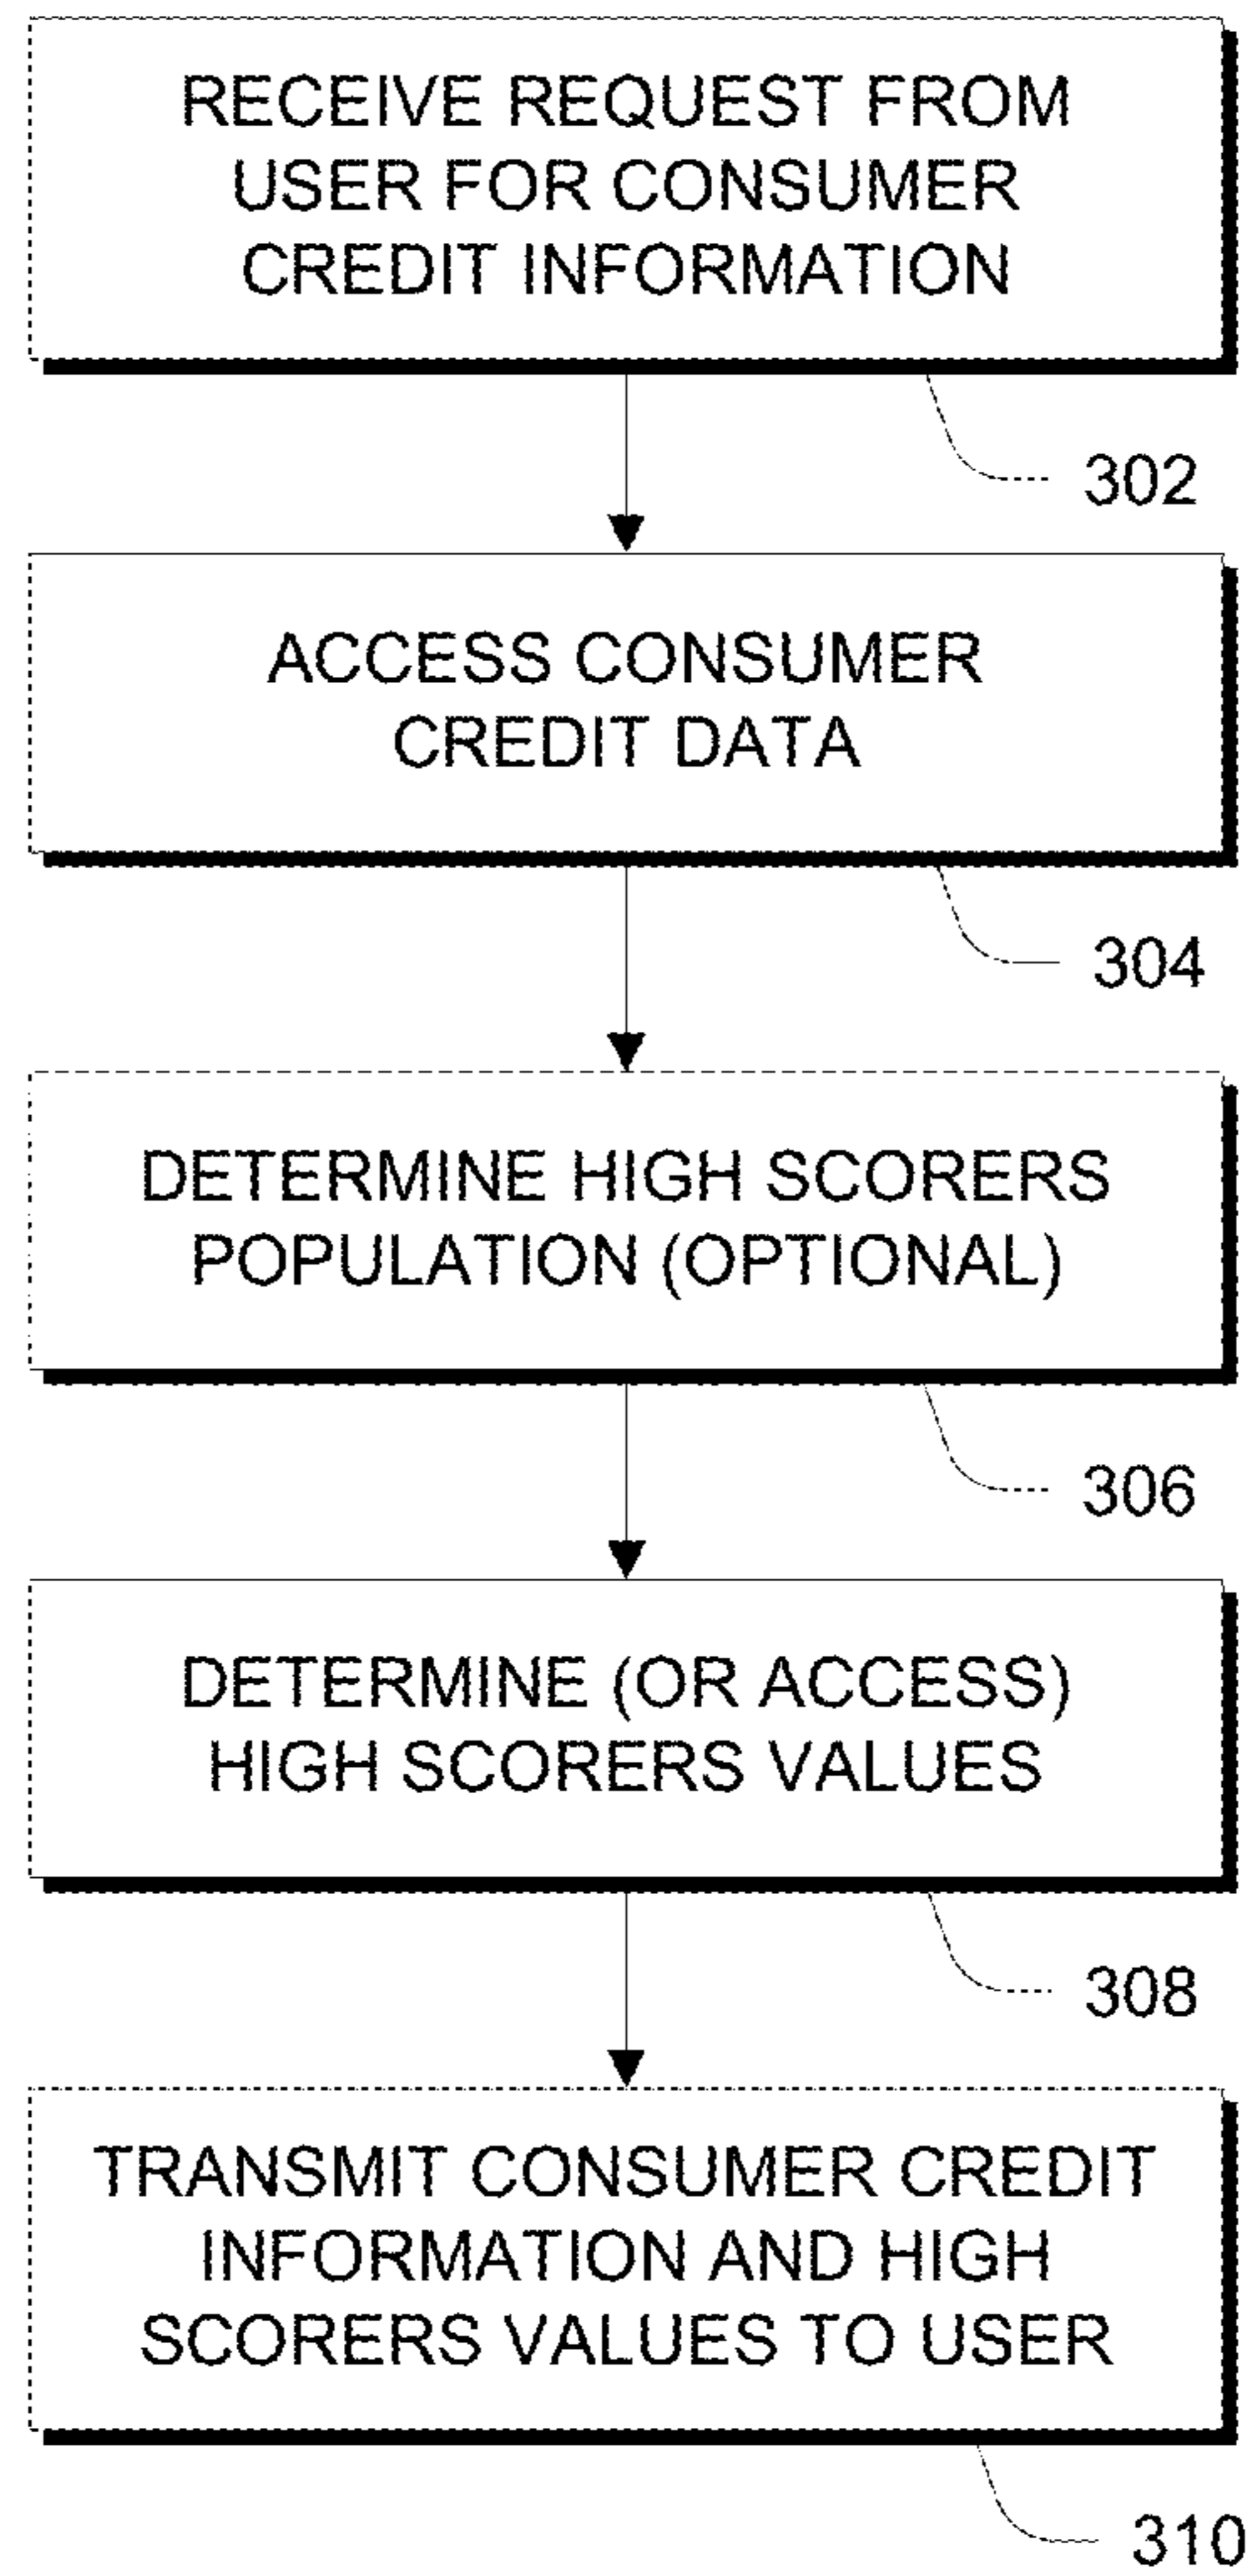 RECEIVE REQUEST FROM
USER FOR CONSUMER
CREDIT INFORMATION
302
ACCESS CONSUMER
CREDIT DATA
304
DETERMINE HIGH SCORERS
POPULATION (OPTIONAL)
306
DETERMINE (OR ACCESS)
HIGH SCORERS VALUES
308
TRANSMIT CONSUMER CREDIT
INFORMATION AND HIGH
SCORERS VALUES TO USER
310